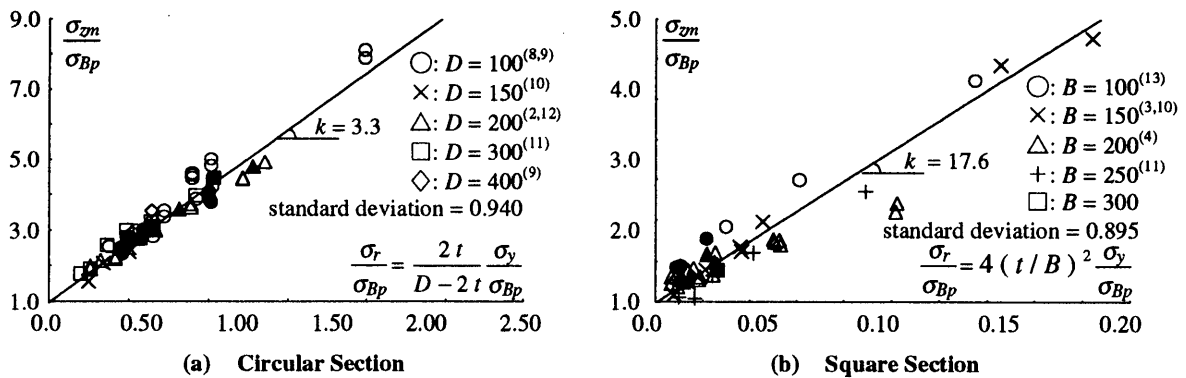 9.0
σzm
σBp
7.0
5.0
3.0
1.0
○: D = 100(8,9)
×: D = 150(10)
△: D = 200(2,12)
□: D = 300(11)
◇: D = 400(9)
k = 3.3
standard deviation = 0.940
σr/σBp = 2t/(D – 2t) σy/σBp
0.0 0.50 1.00 1.50 2.00 2.50
(a) Circular Section
5.0
σzm
σBp
4.0
3.0
2.0
1.0
○: B = 100(13)
×: B = 150(3,10)
△: B = 200(4)
+: B = 250(11)
□: B = 300
k = 17.6
standard deviation = 0.895
σr/σBp = 4 (t / B)2 σy/σBp
0.0 0.05 0.10 0.15 0.20
(b) Square Section